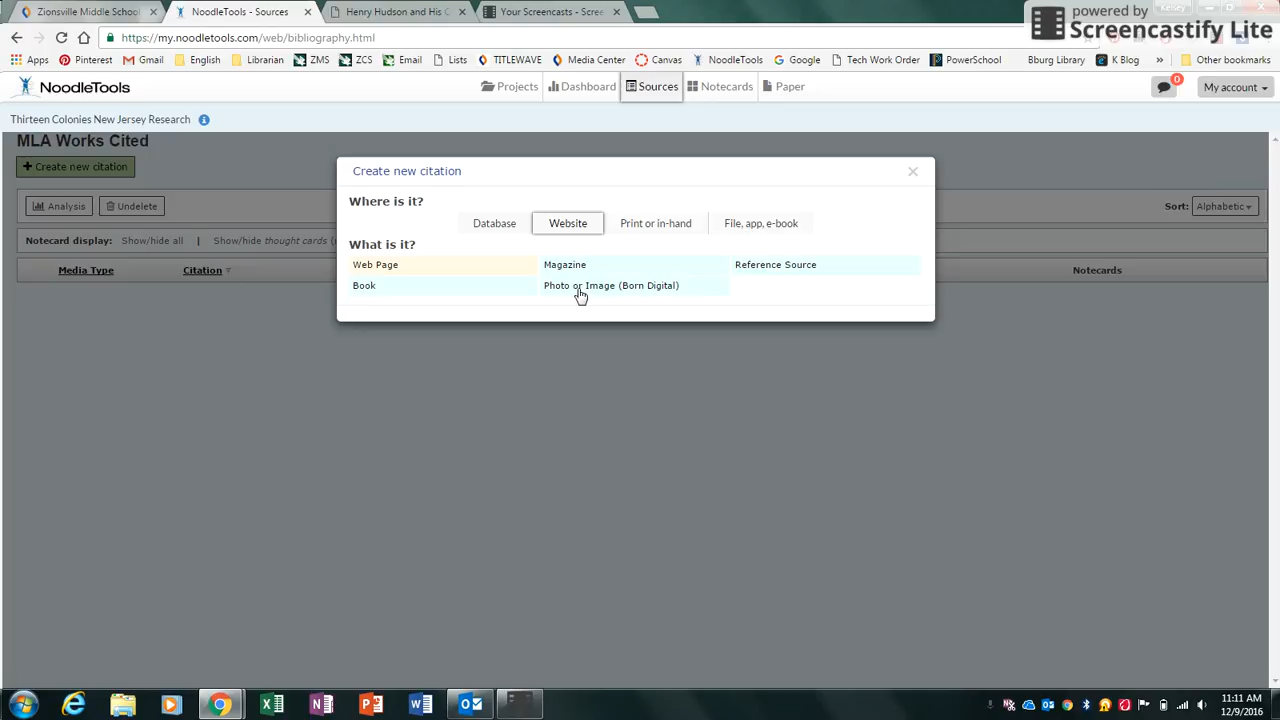 Zionsville Middle School
NoodleTools - Sources
Henry Hudson and His C
Your Screencasts - Scree
powered by
Screencastify Lite
https://my.noodletools.com/web/bibliography.html
Apps Pinterest Gmail English Librarian ZMS ZCS Email Lists TITLEWAVE Media Center Canvas NoodleTools Google Tech Work Order PowerSchool Bburg Library K Blog » Other bookmarks
NoodleTools Projects Dashboard Sources Notecards Paper 0 My account
Thirteen Colonies New Jersey Research
MLA Works Cited
+ Create new citation
Analysis Undelete Sort: Alphabetic
Notecard display: Show/hide all | Show/hide thought cards (
Media Type Citation Notecards
Create new citation ×
Where is it?
Database Website Print or in-hand File, app, e-book
What is it?
Web Page Magazine Reference Source
Book Photo or Image (Born Digital)
11:11 AM
12/9/2016